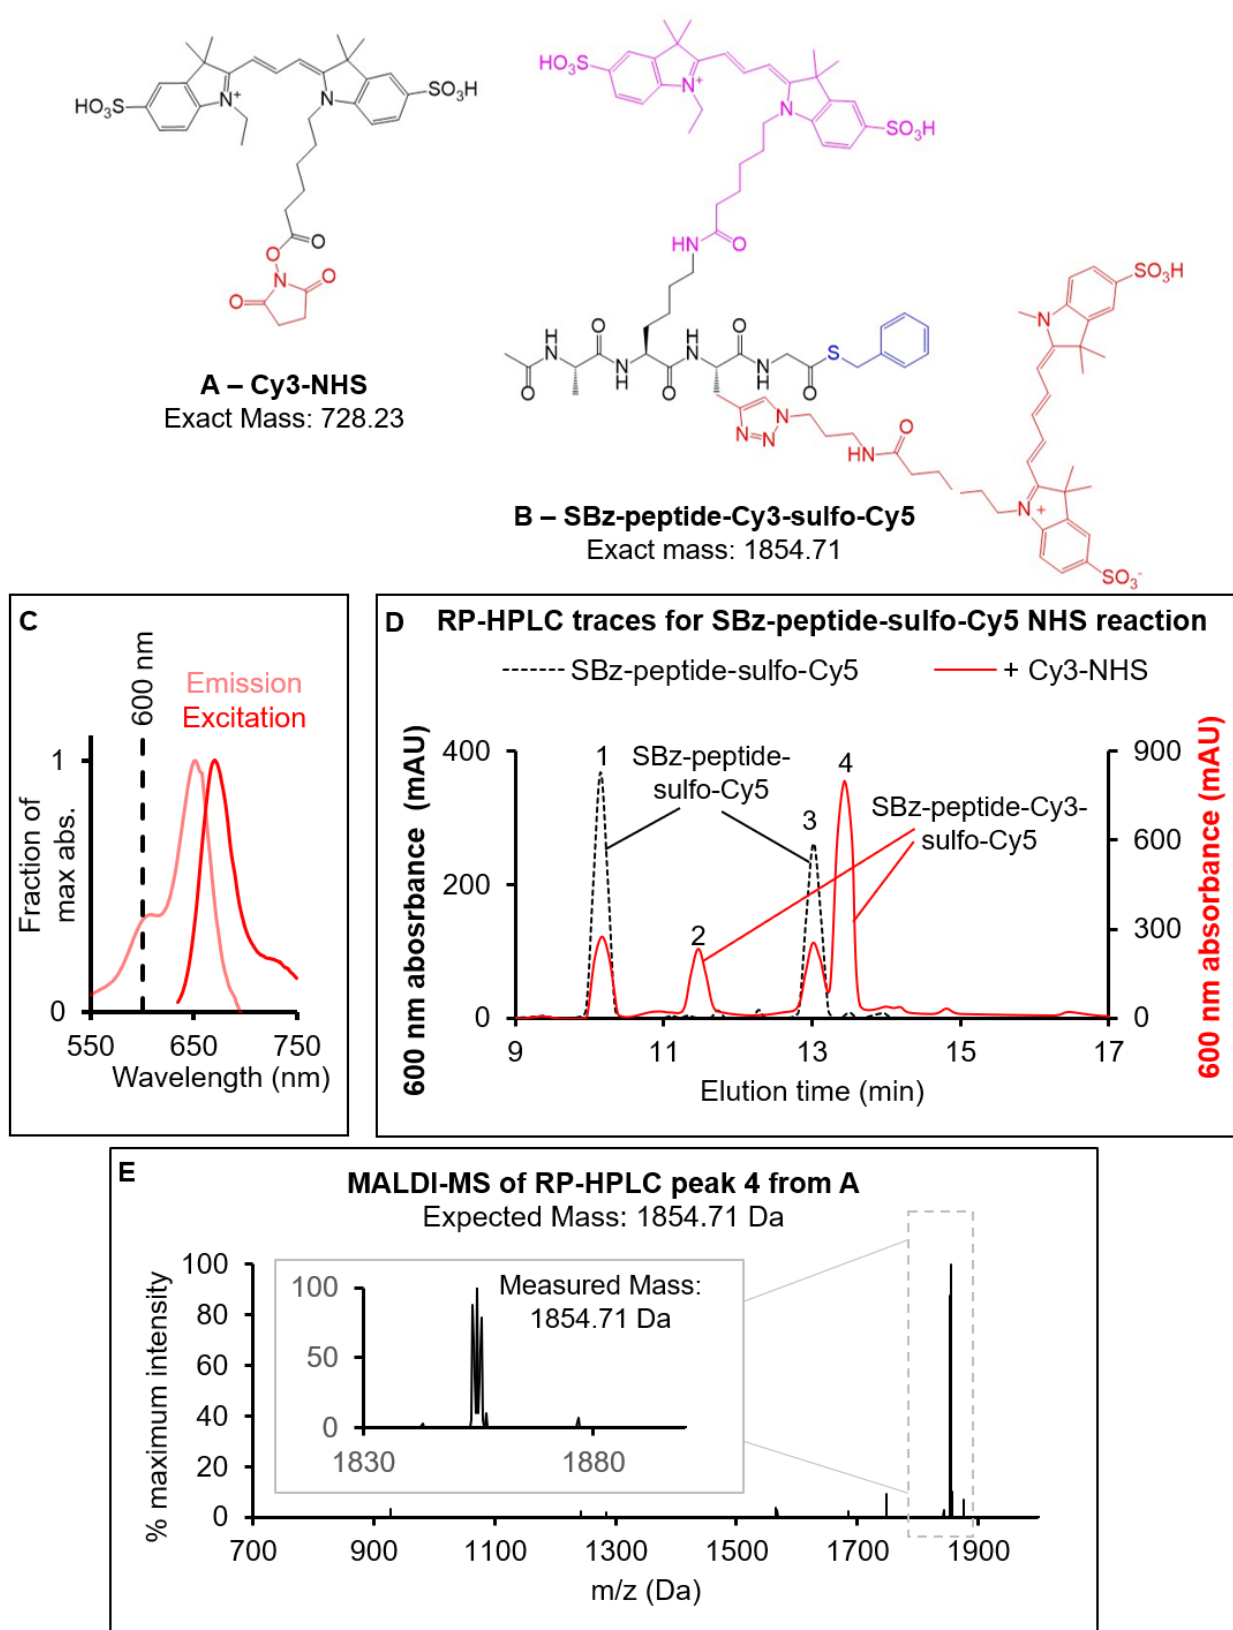 HO3S
N+
N
SO3H
O
O
N
O
O
A – Cy3-NHS
Exact Mass: 728.23
HO3S
N+
N
SO3H
HN
O
H
N
O
N
H
O
H
N
O
HN
O
S
O
N
N=N
HN
O
N
SO3H
N +
SO3-
B – SBz-peptide-Cy3-sulfo-Cy5
Exact mass: 1854.71
C
600 nm
Emission
Excitation
Fraction of
max abs.
1
0
550
650
750
Wavelength (nm)
D
RP-HPLC traces for SBz-peptide-sulfo-Cy5 NHS reaction
SBz-peptide-sulfo-Cy5
+ Cy3-NHS
600 nm abosrbance (mAU)
400
200
0
1
SBz-peptide-
sulfo-Cy5
2
3
4
SBz-peptide-Cy3-
sulfo-Cy5
900
600
300
0
600 nm absorbance (mAU)
9
11
13
15
17
Elution time (min)
E
MALDI-MS of RP-HPLC peak 4 from A
Expected Mass: 1854.71 Da
% maximum intensity
100
80
60
40
20
0
100
50
0
1830
1880
Measured Mass:
1854.71 Da
700
900
1100
1300
1500
1700
1900
m/z (Da)